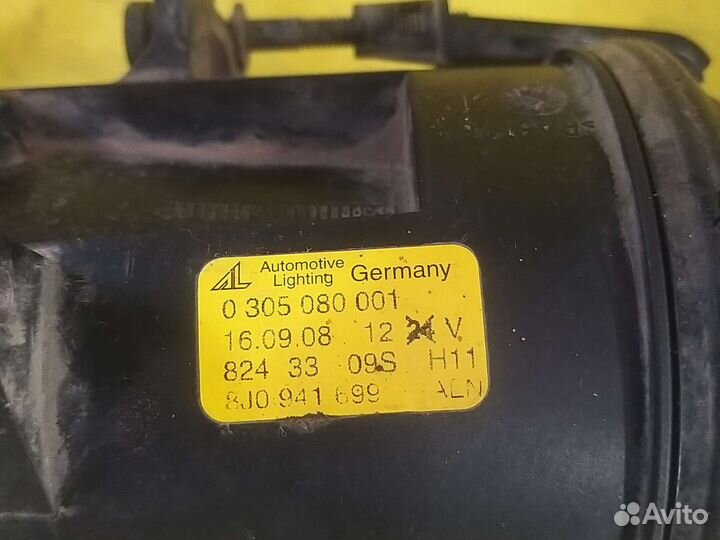 AL Automotive Lighting Germany
0 305 080 001
16.09.08 12 24 V
824 33 09S H11
8J0 941 699 ALN
Avito